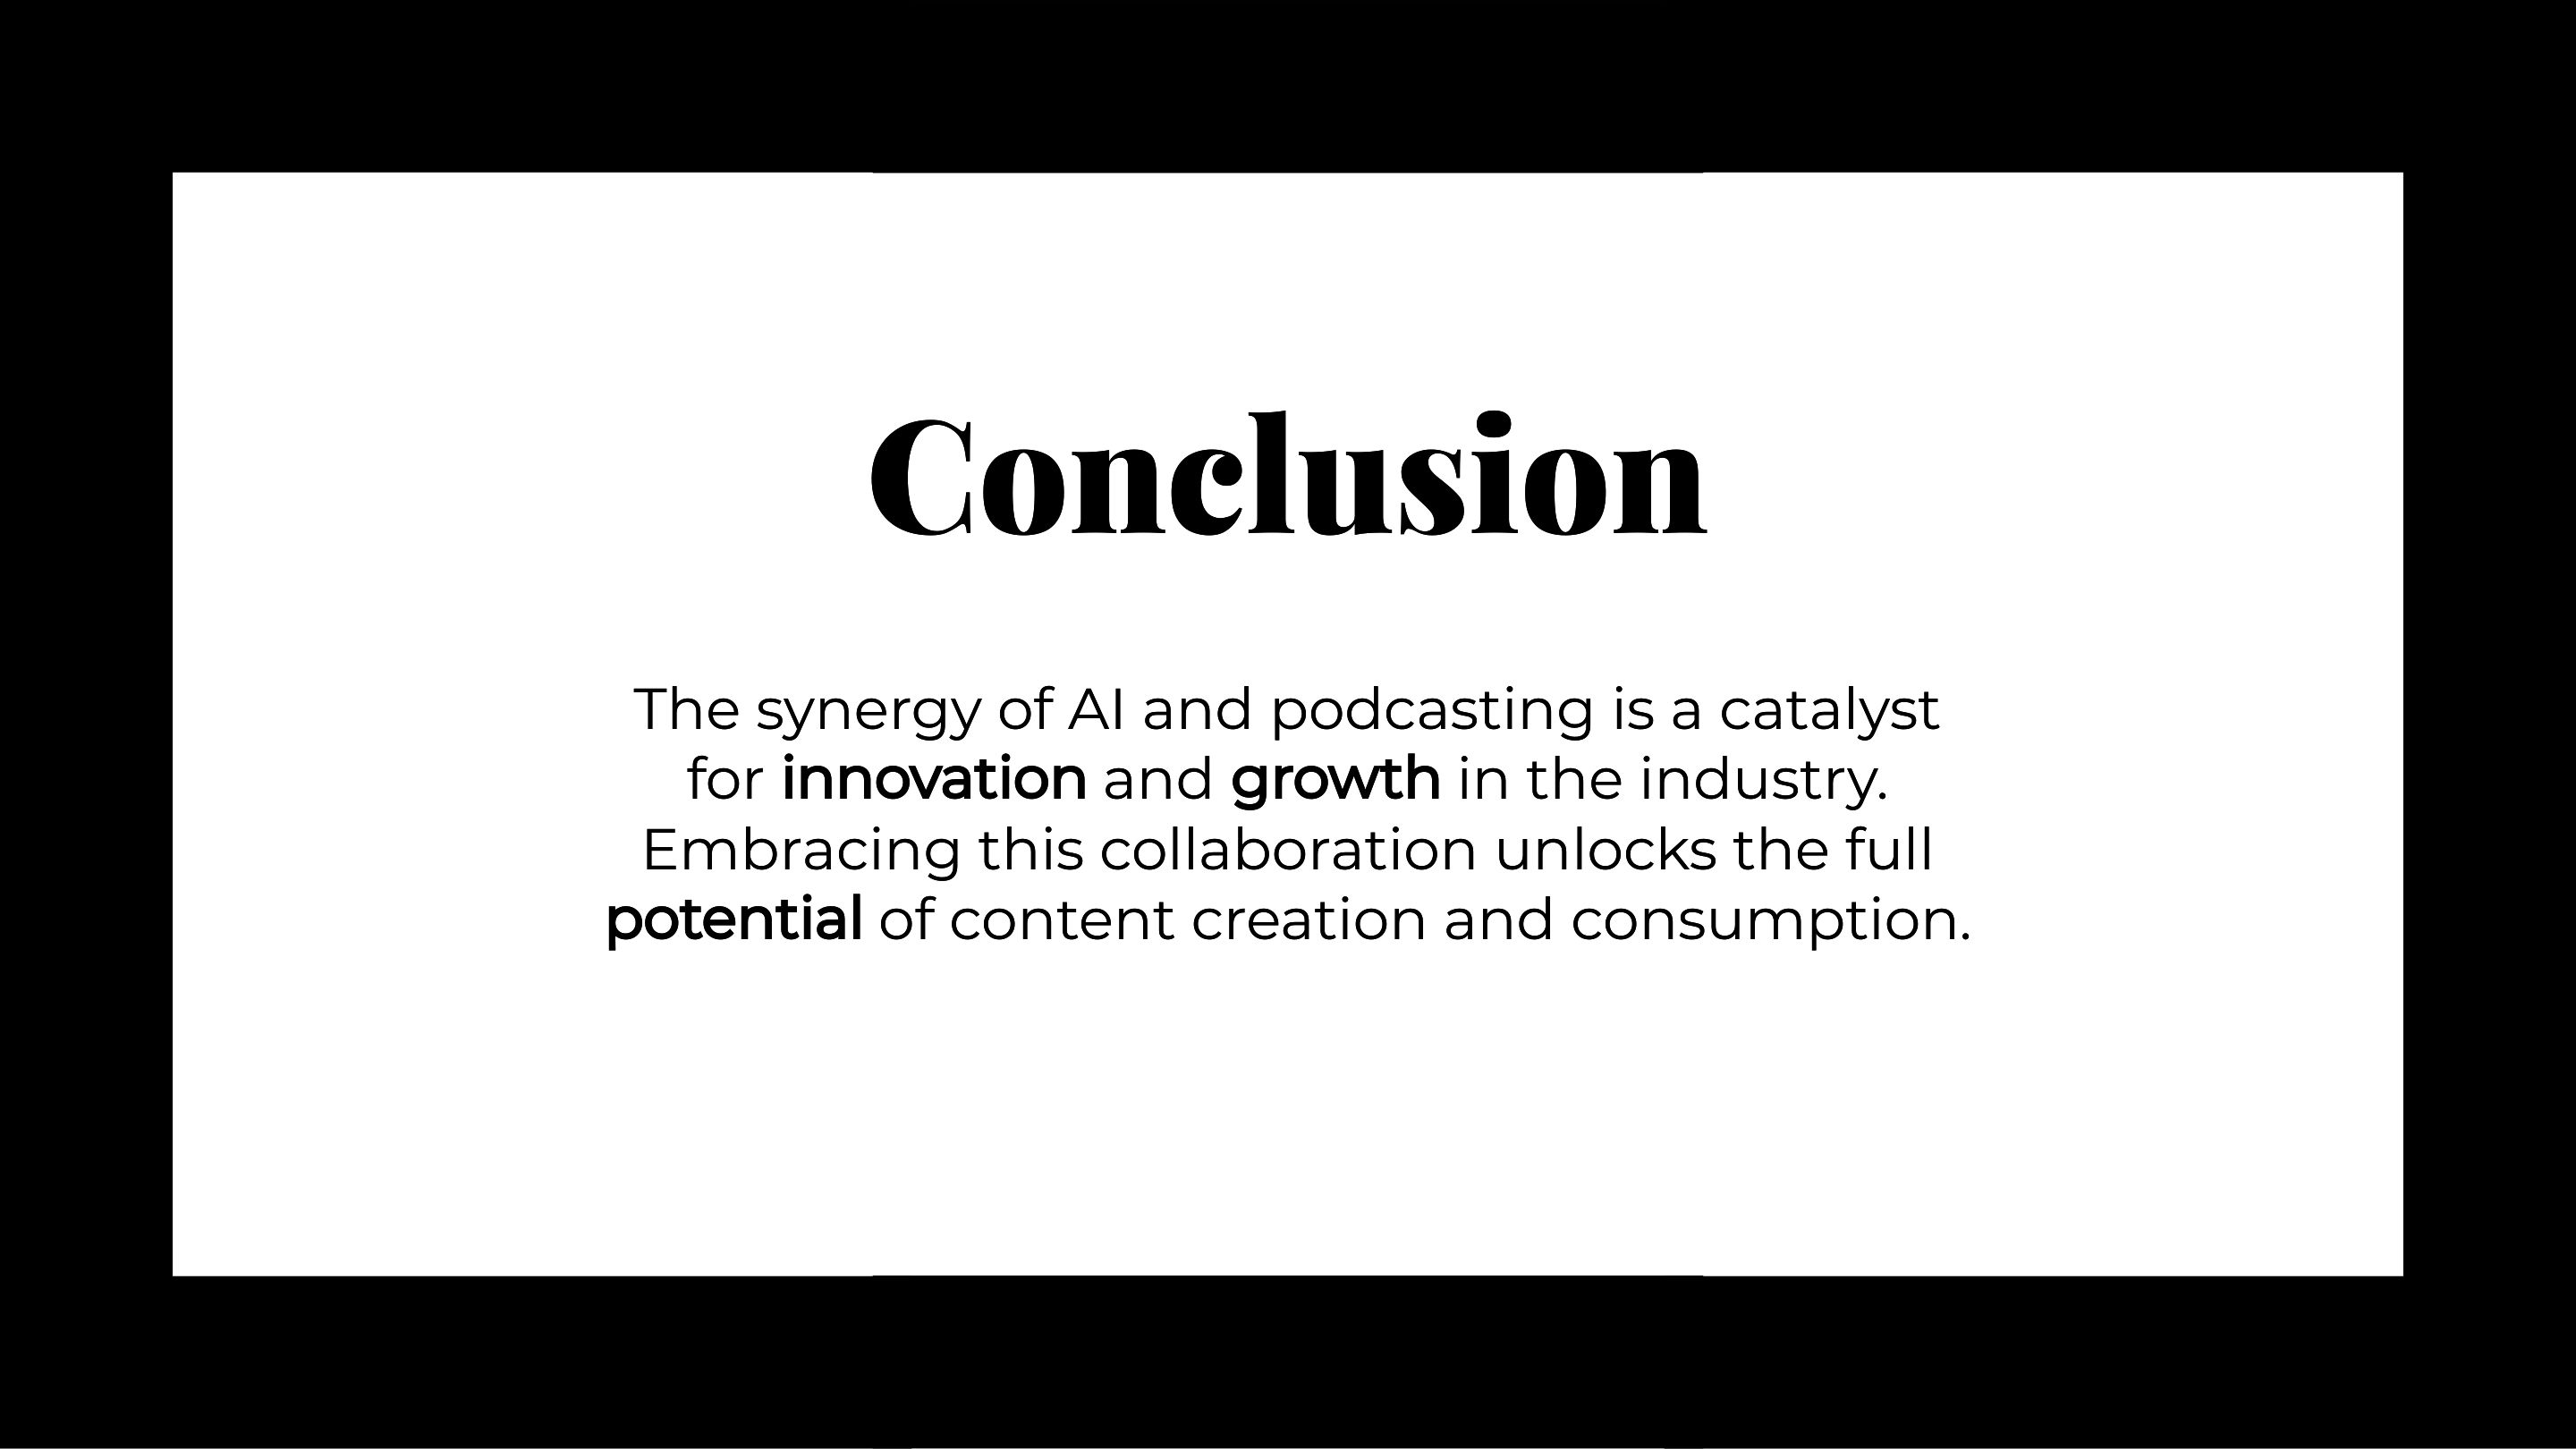 Conclusion
The synergy of AI and podcasting is a catalyst
for innovation and growth in the industry.
Embracing this collaboration unlocks the full
potential of content creation and consumption.